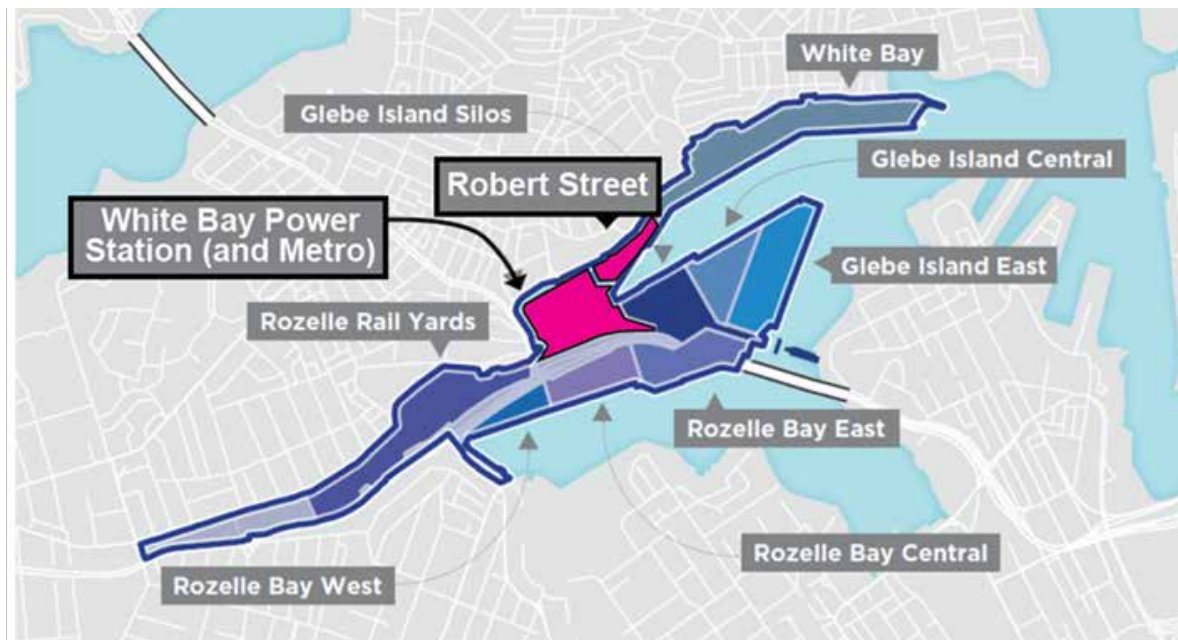 White Bay
Glebe Island Silos
Glebe Island Central
Robert Street
White Bay Power
Station (and Metro)
Glebe Island East
Rozelle Rail Yards
Rozelle Bay East
Rozelle Bay Central
Rozelle Bay West